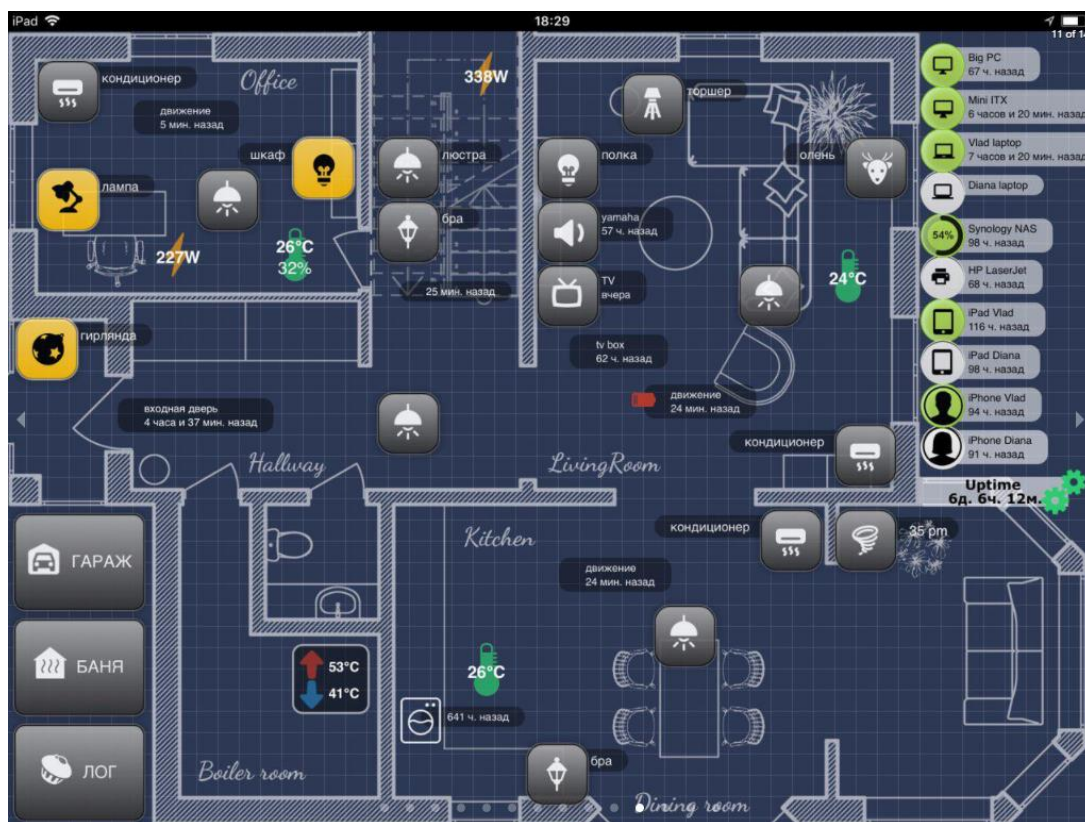 iPad
18:29
11 of 14
кондиционер
Office
движение
5 мин. назад
шкаф
лампа
227W
26°C
32%
338W
люстра
бра
25 мин. назад
торшер
полка
олень
yamaha
57 ч. назад
TV
вчера
24°C
tv box
62 ч. назад
движение
24 мин. назад
кондиционер
LivingRoom
гирлянда
входная дверь
4 часа и 37 мин. назад
Hallway
Big PC
67 ч. назад
Mini ITX
6 часов и 20 мин. назад
Vlad laptop
7 часов и 20 мин. назад
Diana laptop
54%
Synology NAS
98 ч. назад
HP LaserJet
68 ч. назад
iPad Vlad
116 ч. назад
iPad Diana
98 ч. назад
iPhone Vlad
94 ч. назад
iPhone Diana
91 ч. назад
Uptime
6д. 6ч. 12м.
ГАРАЖ
БАНЯ
ЛОГ
53°C
41°C
Boiler room
Kitchen
кондиционер
35 pm
движение
24 мин. назад
26°C
641 ч. назад
бра
Dining room